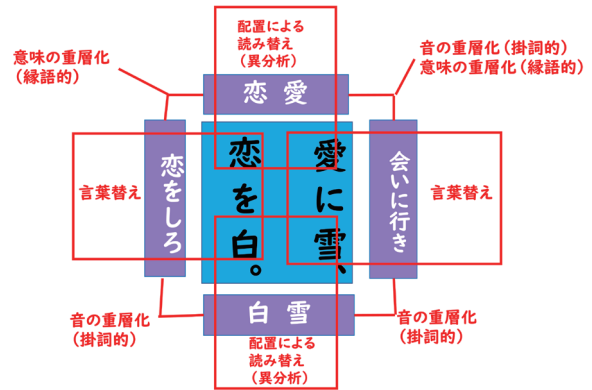 配置による
読み替え
(異分析)
意味の重層化
(縁語的)
音の重層化(掛詞的)
意味の重層化(縁語的)
恋愛
言葉替え
恋をしろ
愛に雪、
恋を白。
会いに行き
言葉替え
白雪
音の重層化
(掛詞的)
音の重層化
(掛詞的)
配置による
読み替え
(異分析)